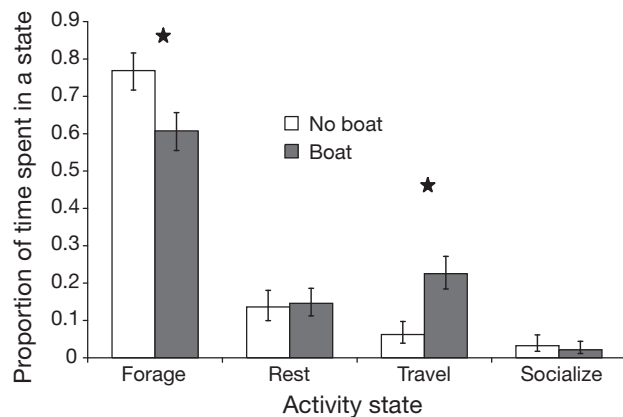 Proportion of time spent in a state
0.9
0.8
0.7
0.6
0.5
0.4
0.3
0.2
0.1
0
No boat
Boat
Forage Rest Travel Socialize
Activity state